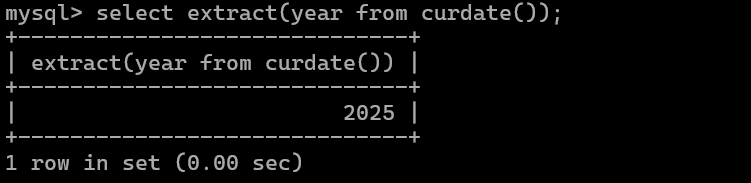 mysql> select extract(year from curdate());
+------------------------------+
| extract(year from curdate()) |
+------------------------------+
|                         2025 |
+------------------------------+
1 row in set (0.00 sec)